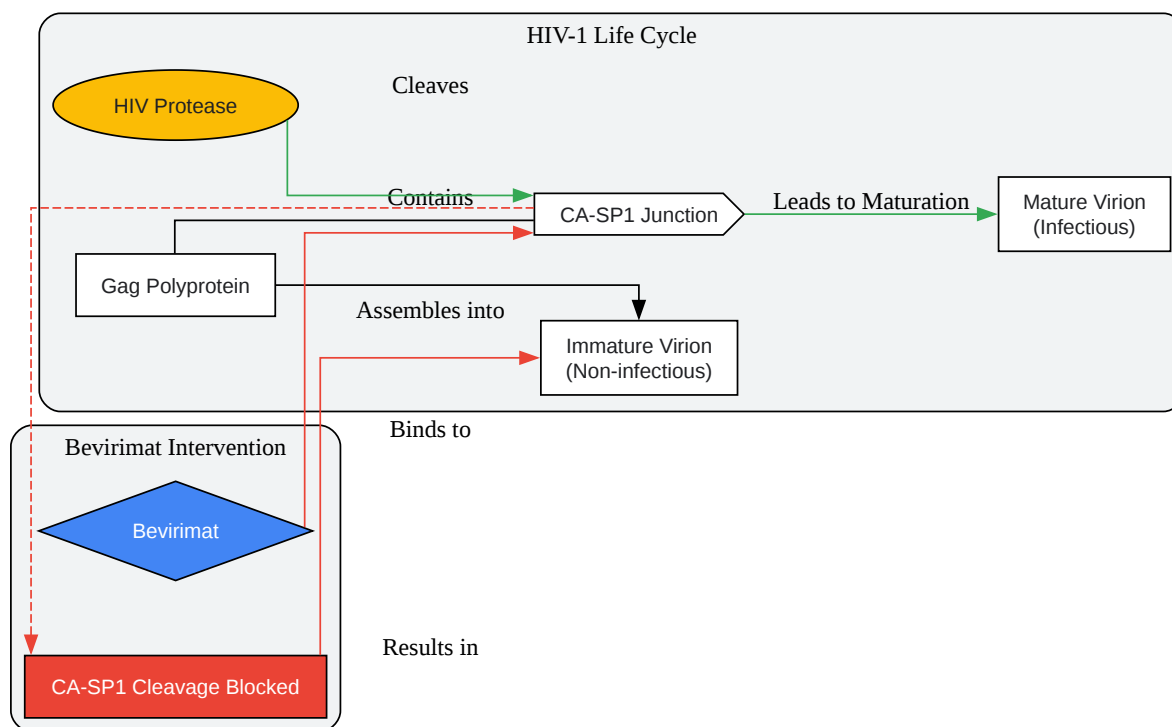 HIV-1 Life Cycle
Cleaves
HIV Protease
Contains
CA-SP1 Junction
Leads to Maturation
Mature Virion
(Infectious)
Gag Polyprotein
Assembles into
Immature Virion
(Non-infectious)
Binds to
Bevirimat Intervention
Bevirimat
Results in
CA-SP1 Cleavage Blocked